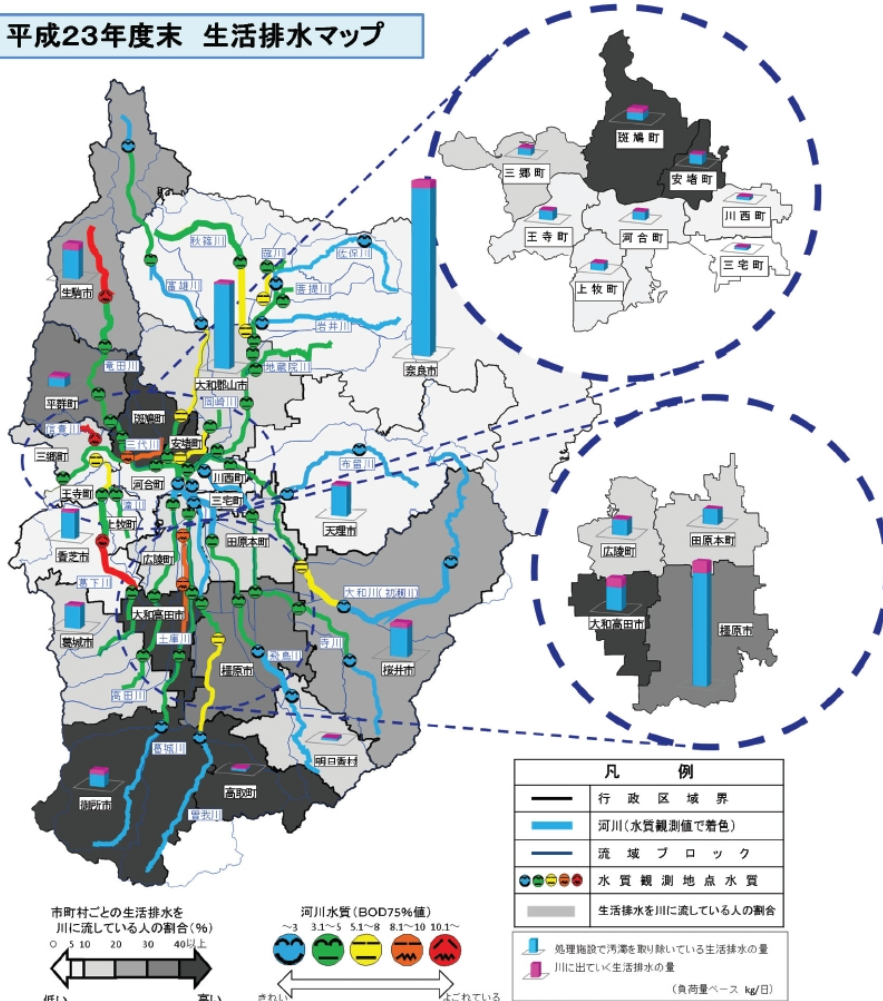 平成23年度末 生活排水マップ
斑鳩町
三郷町
安堵町
川西町
王寺町
河合町
三宅町
上牧町
秋篠川
佐保川
富雄川
菩提川
岩井川
生駒市
大和郡山市
地蔵院川
奈良市
竜田川
平群町
岡崎川
斑鳩町
信貴川
三代川
安堵町
三郷町
布留川
河合町
川西町
王寺町
三宅町
上牧町
香芝市
天理市
田原本町
広陵町
葛下川
大和川(初瀬川)
大和高田市
葛城市
土庫川
寺川
橿原市
飛鳥川
桜井市
高田川
葛城川
明日香村
御所市
高取町
曽我川
広陵町
田原本町
大和高田市
橿原市
凡例
行政区域界
河川(水質観測値で着色)
流域ブロック
水質観測地点水質
生活排水を川に流している人の割合
処理施設で汚濁を取り除いている生活排水の量
川に出ていく生活排水の量
(負荷量ベース kg/日)
市町村ごとの生活排水を
川に流している人の割合(%)
0 5 10 20 30 40以上
低い 高い
河川水質(BOD75%値)
~3 3.1~5 5.1~8 8.1~10 10.1~
きれい よごれている